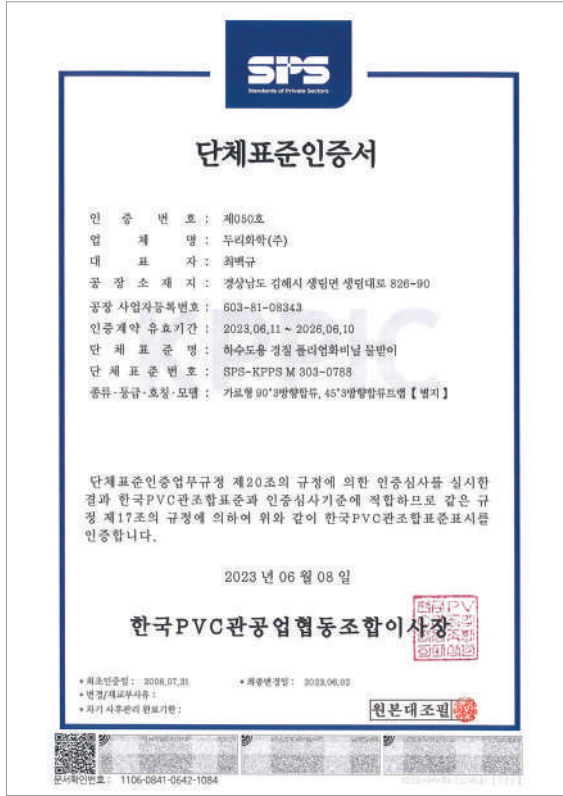 SPS
Standards of Private Sectors
단체표준인증서
인 증 번 호 : 제050호
업 체 명 : 두리화학(주)
대 표 자 : 최백규
공 장 소 재 지 : 경상남도 김해시 생림면 생림대로 826-90
공장 사업자등록번호 : 603-81-08343
인증계약 유효기간 : 2023.06.11 ~ 2026.06.10
단 체 표 준 명 : 하수도용 경질 폴리염화비닐 물받이
단 체 표 준 번 호 : SPS-KPPS M 303-0788
종류·등급·호칭·모델 : 가로형 90°3방향합류, 45°3방향합류트랩【 별지 】
단체표준인증업무규정 제20조의 규정에 의한 인증심사를 실시한
결과 한국PVC관조합표준과 인증심사기준에 적합하므로 같은 규
정 제17조의 규정에 의하여 위와 같이 한국PVC관조합표준표시를
인증합니다.
2023 년 06 월 08 일
한국PVC관공업협동조합이사장
* 최초인증일 : 2006.07.31 * 최종변경일 : 2023.06.02
* 변경/재교부사유 :
* 차기 사후관리 완료기한 :
원본대조필
문서확인번호 : 1106-0841-0642-1084